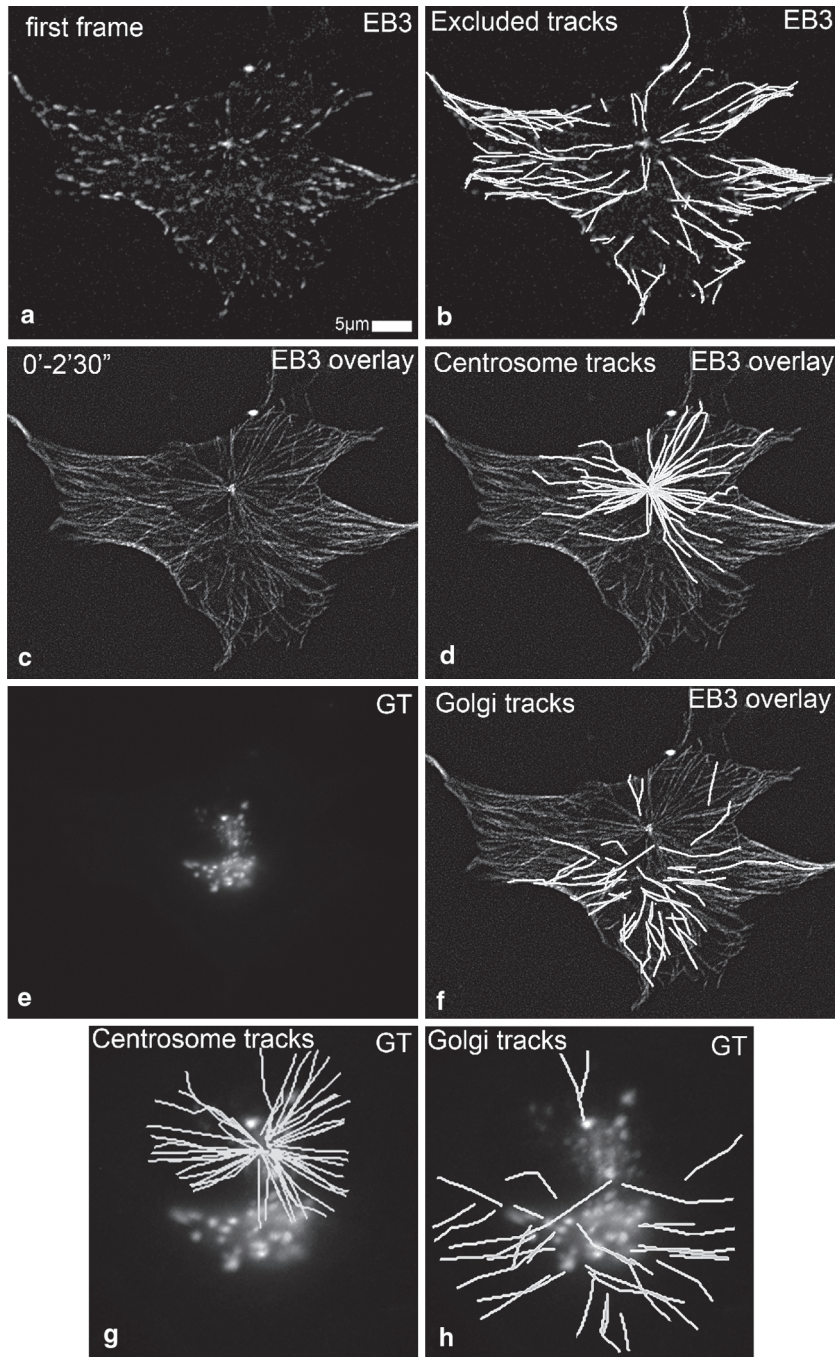 first frame
EB3
5µm
a
Excluded tracks
EB3
b
0’-2’30”
EB3 overlay
c
Centrosome tracks
EB3 overlay
d
GT
e
Golgi tracks
EB3 overlay
f
Centrosome tracks
GT
g
Golgi tracks
GT
h